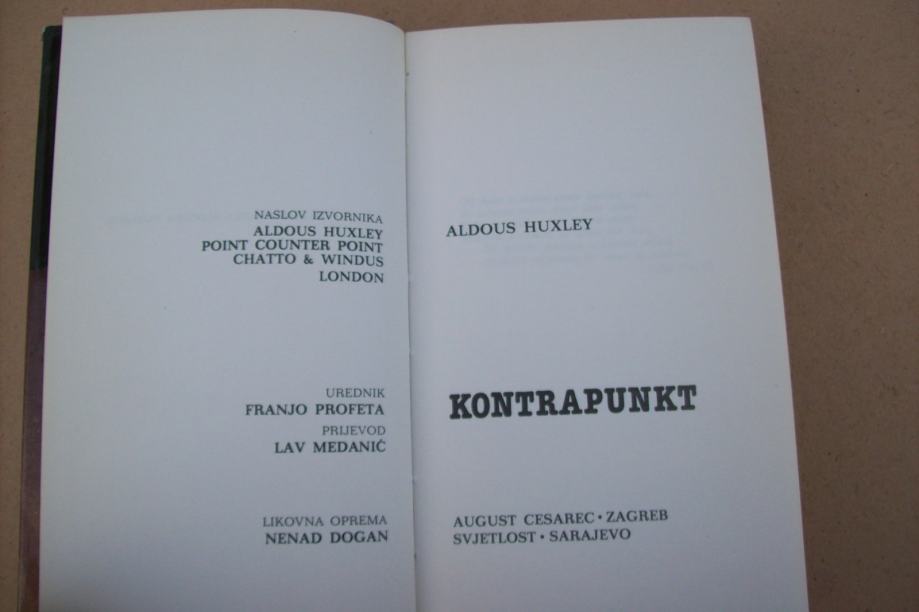 NASLOV IZVORNIKA
ALDOUS HUXLEY
POINT COUNTER POINT
CHATTO & WINDUS
LONDON
UREDNIK
FRANJO PROFETA
PRIJEVOD
LAV MEDANIĆ
LIKOVNA OPREMA
NENAD DOGAN
ALDOUS HUXLEY
KONTRAPUNKT
AUGUST CESAREC • ZAGREB
SVJETLOST • SARAJEVO